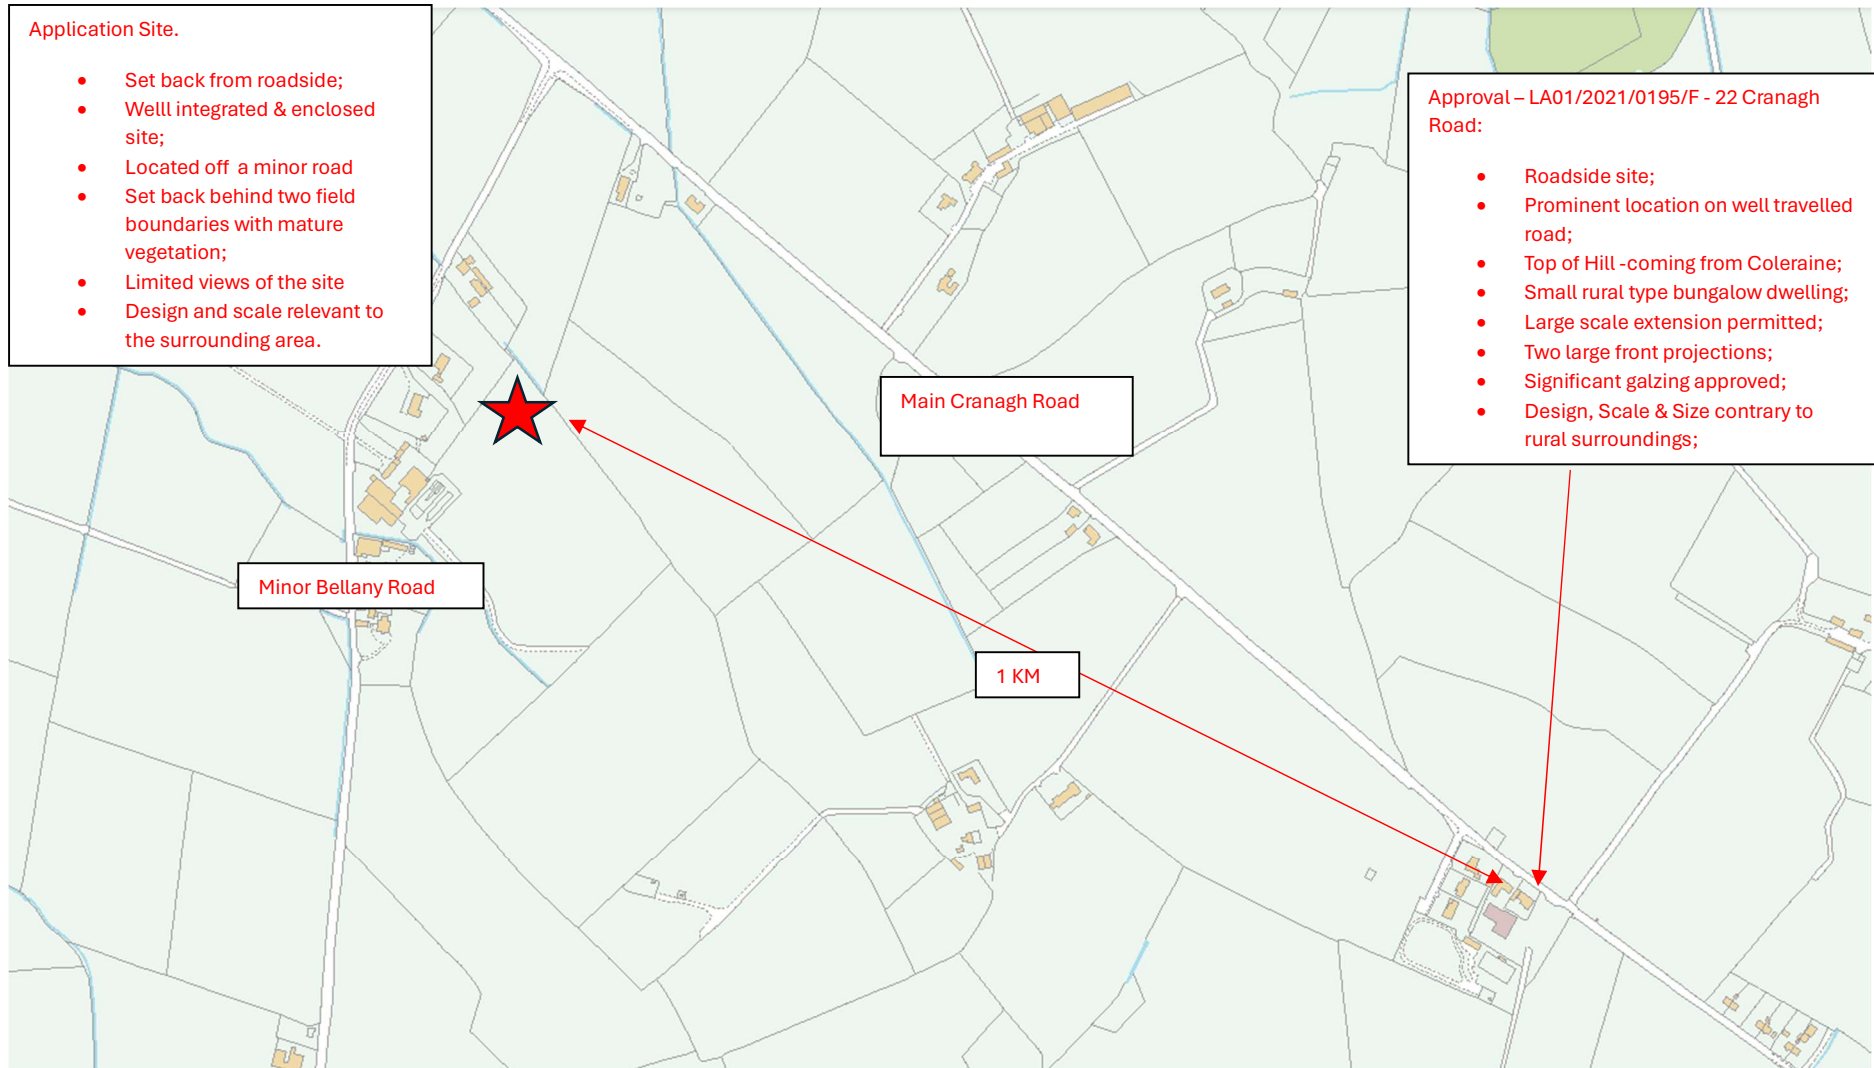 Application Site.
• Set back from roadside;
• Welll integrated & enclosed
site;
• Located off a minor road
• Set back behind two field
boundaries with mature
vegetation;
• Limited views of the site
• Design and scale relevant to
the surrounding area.
Approval – LA01/2021/0195/F - 22 Cranagh
Road:
• Roadside site;
• Prominent location on well travelled
road;
• Top of Hill -coming from Coleraine;
• Small rural type bungalow dwelling;
• Large scale extension permitted;
• Two large front projections;
• Significant galzing approved;
• Design, Scale & Size contrary to
rural surroundings;
Main Cranagh Road
Minor Bellany Road
1 KM